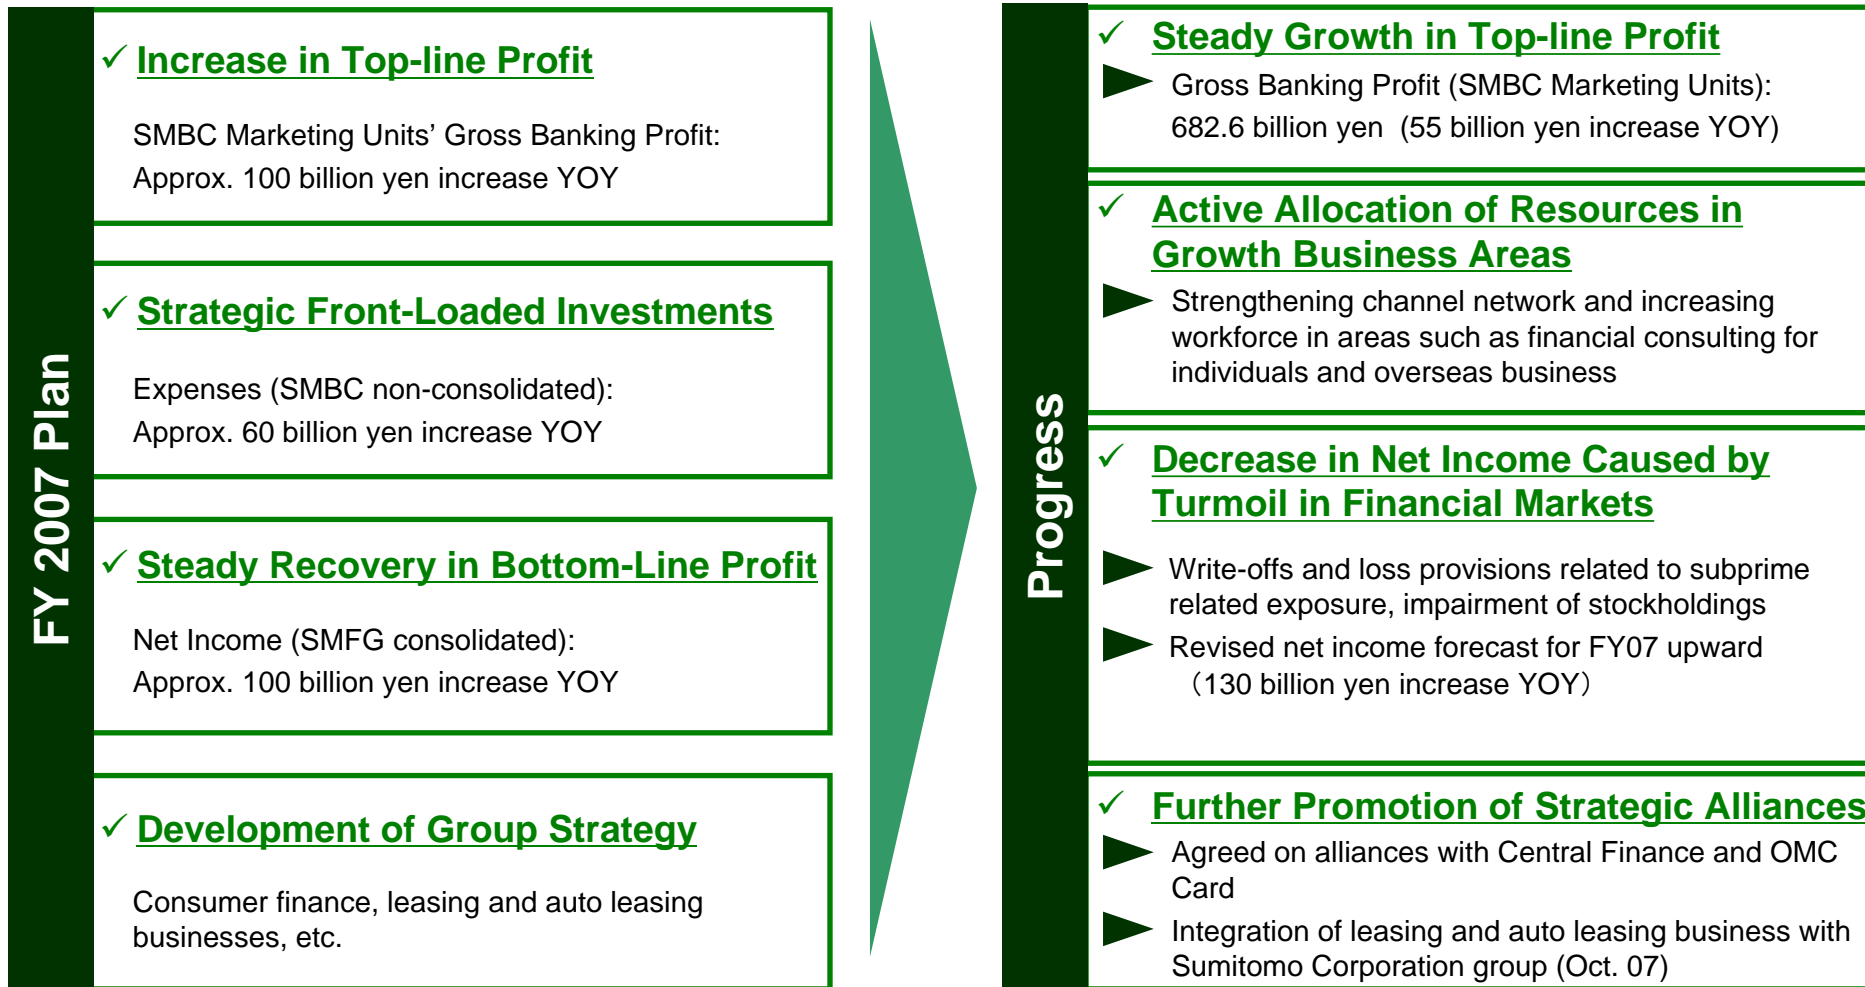 FY 2007 Plan
✓ Increase in Top-line Profit
SMBC Marketing Units’ Gross Banking Profit:
Approx. 100 billion yen increase YOY
✓ Strategic Front-Loaded Investments
Expenses (SMBC non-consolidated):
Approx. 60 billion yen increase YOY
✓ Steady Recovery in Bottom-Line Profit
Net Income (SMFG consolidated):
Approx. 100 billion yen increase YOY
✓ Development of Group Strategy
Consumer finance, leasing and auto leasing
businesses, etc.
Progress
✓ Steady Growth in Top-line Profit
Gross Banking Profit (SMBC Marketing Units):
682.6 billion yen (55 billion yen increase YOY)
✓ Active Allocation of Resources in
Growth Business Areas
Strengthening channel network and increasing
workforce in areas such as financial consulting for
individuals and overseas business
✓ Decrease in Net Income Caused by
Turmoil in Financial Markets
Write-offs and loss provisions related to subprime
related exposure, impairment of stockholdings
Revised net income forecast for FY07 upward
（130 billion yen increase YOY）
✓ Further Promotion of Strategic Alliances
Agreed on alliances with Central Finance and OMC
Card
Integration of leasing and auto leasing business with
Sumitomo Corporation group (Oct. 07)